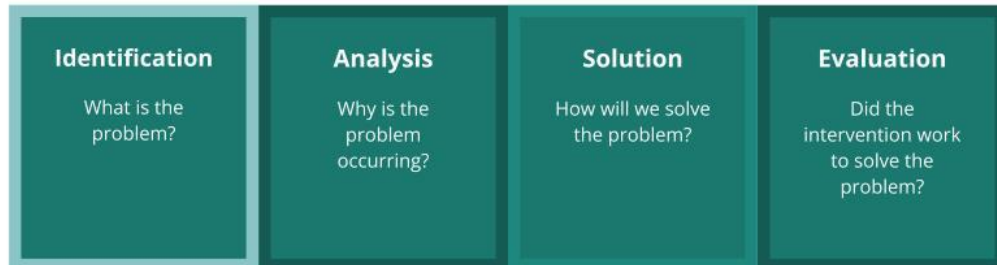 Identification
What is the
problem?
Analysis
Why is the
problem
occurring?
Solution
How will we solve
the problem?
Evaluation
Did the
intervention work
to solve the
problem?